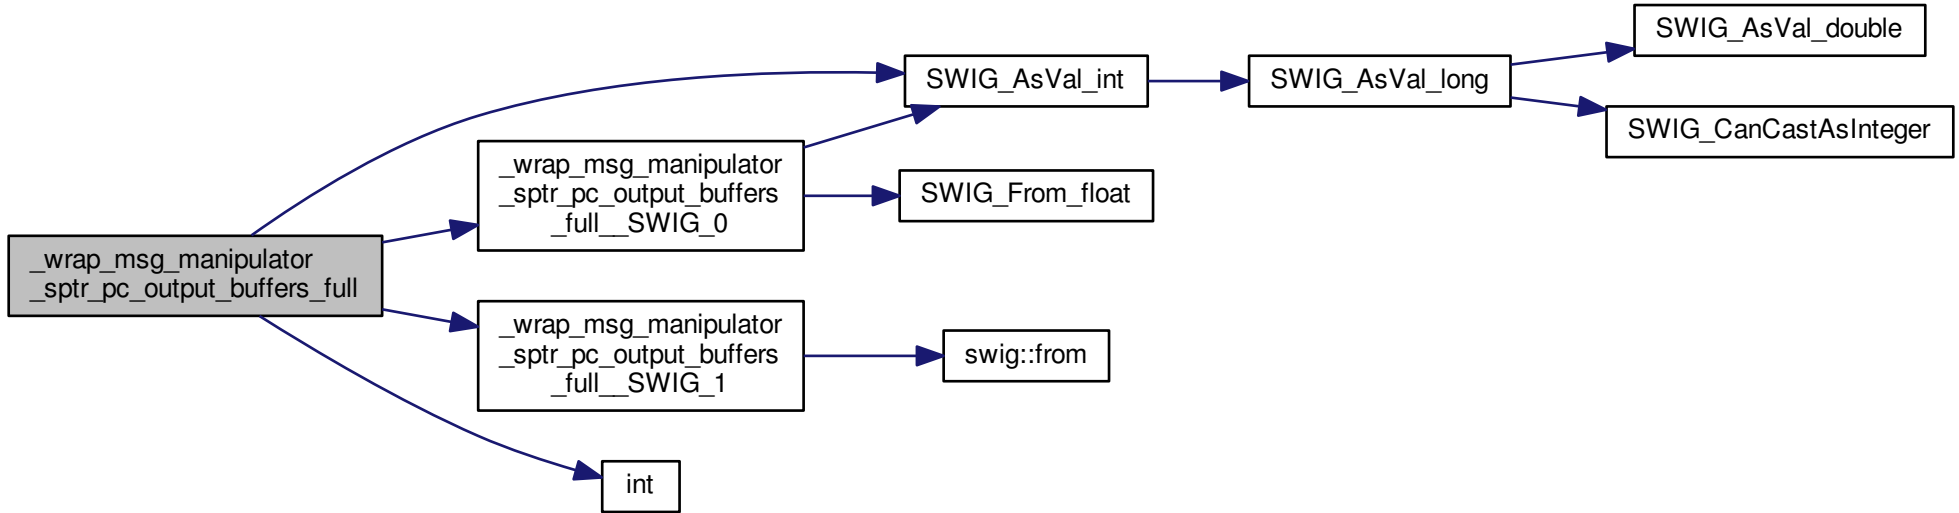 _wrap_msg_manipulator
_sptr_pc_output_buffers_full
_wrap_msg_manipulator
_sptr_pc_output_buffers
_full__SWIG_0
_wrap_msg_manipulator
_sptr_pc_output_buffers
_full__SWIG_1
int
SWIG_AsVal_int
SWIG_From_float
swig::from
SWIG_AsVal_long
SWIG_AsVal_double
SWIG_CanCastAsInteger